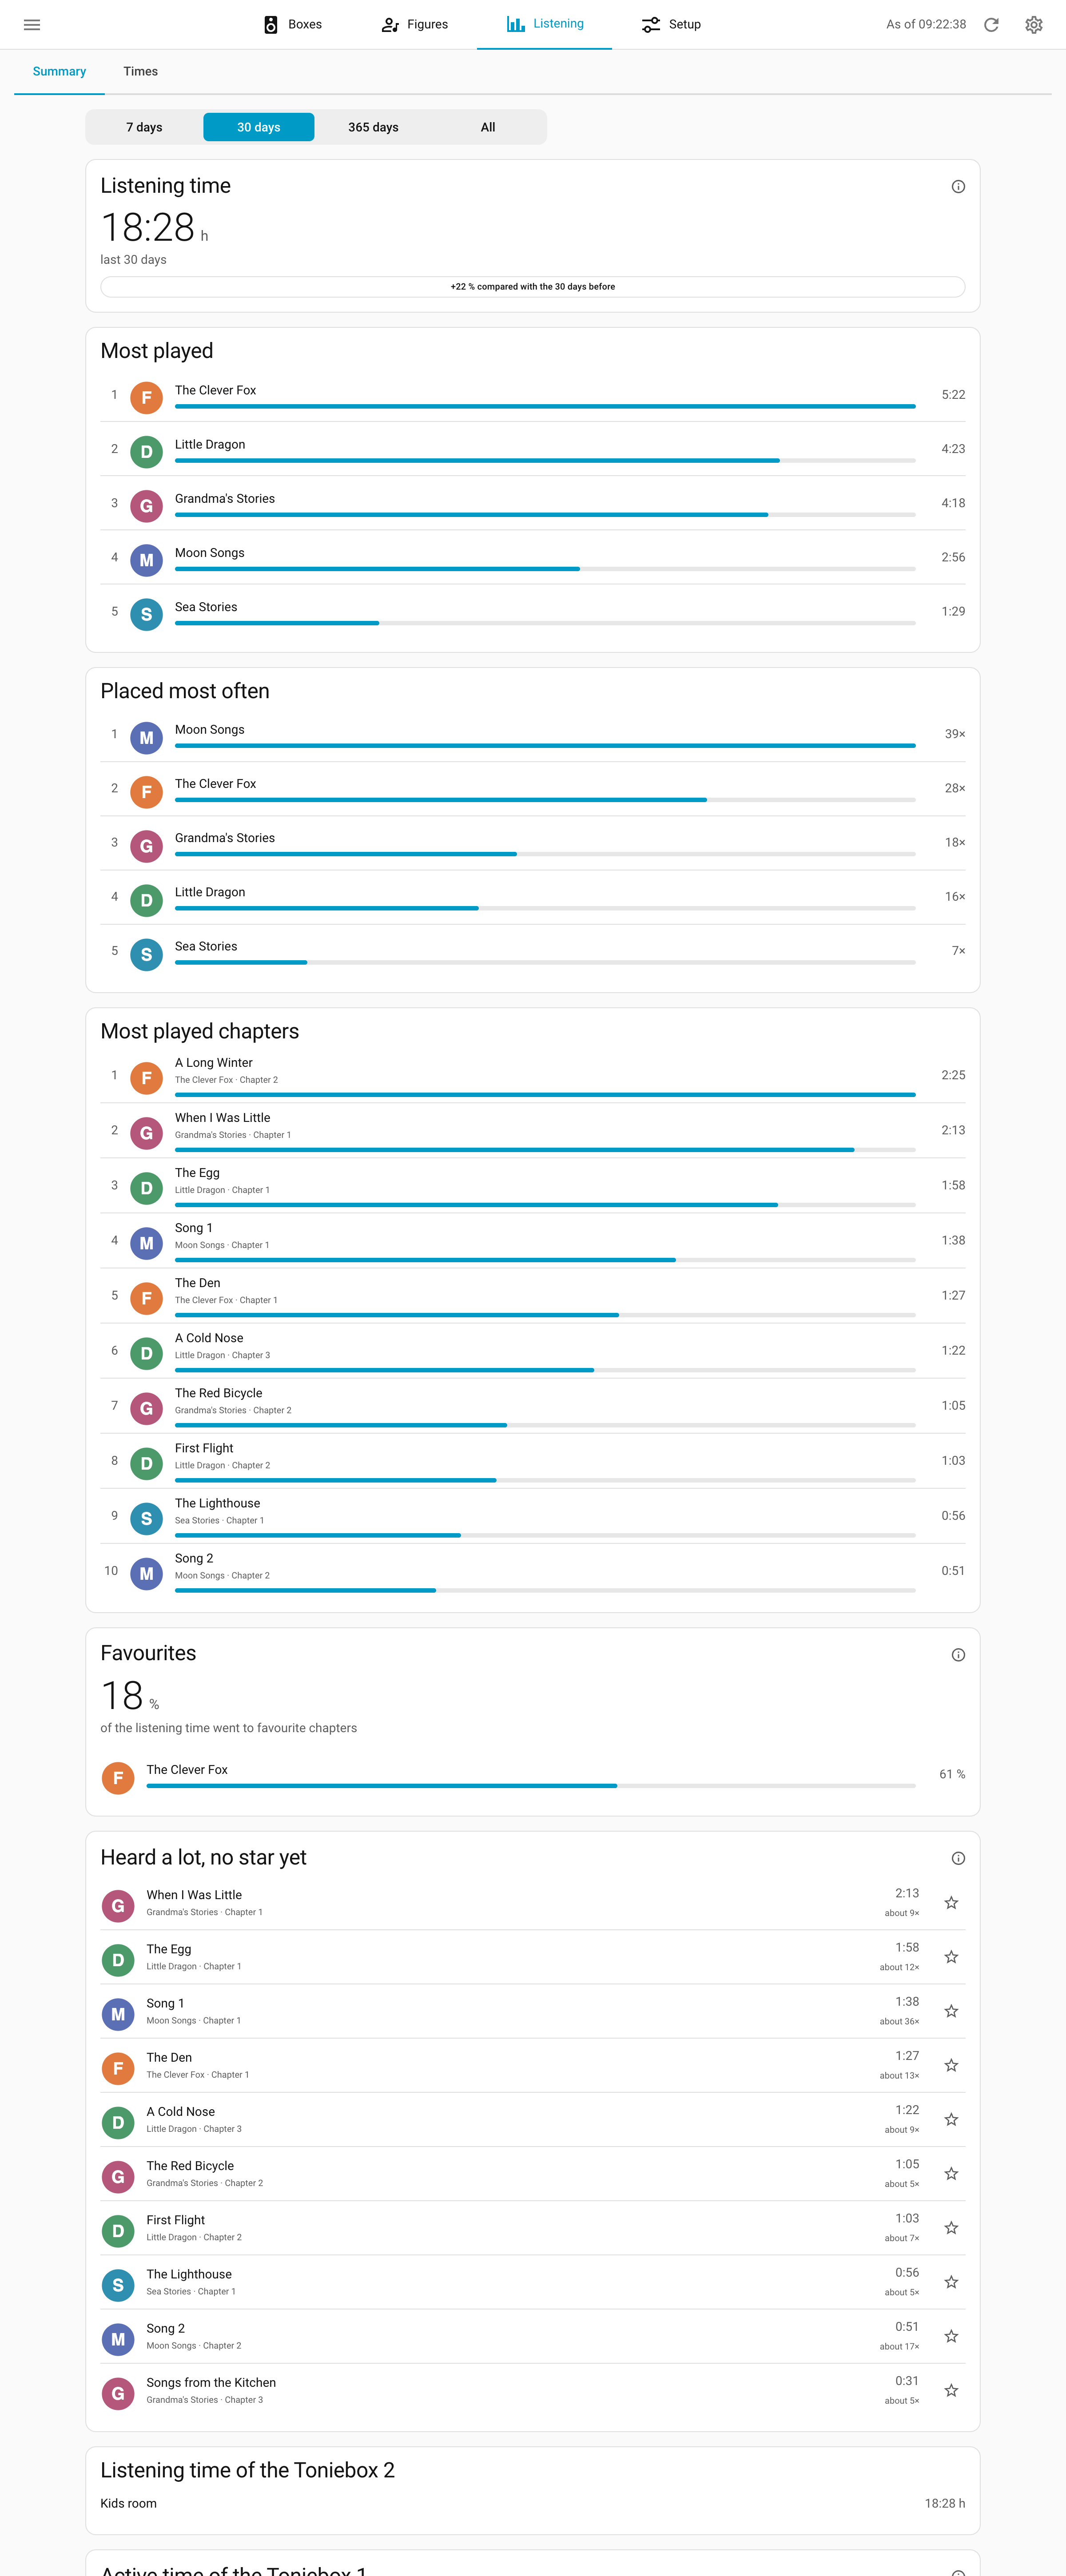 Boxes
Figures
Listening
Setup
As of 09:22:38
Summary
Times
7 days
30 days
365 days
All
Listening time
18:28 h
last 30 days
+22 % compared with the 30 days before
Most played
1 F The Clever Fox 5:22
2 D Little Dragon 4:23
3 G Grandma's Stories 4:18
4 M Moon Songs 2:56
5 S Sea Stories 1:29
Placed most often
1 M Moon Songs 39×
2 F The Clever Fox 28×
3 G Grandma's Stories 18×
4 D Little Dragon 16×
5 S Sea Stories 7×
Most played chapters
1 F A Long Winter 2:25
The Clever Fox · Chapter 2
2 G When I Was Little 2:13
Grandma's Stories · Chapter 1
3 D The Egg 1:58
Little Dragon · Chapter 1
4 M Song 1 1:38
Moon Songs · Chapter 1
5 F The Den 1:27
The Clever Fox · Chapter 1
6 D A Cold Nose 1:22
Little Dragon · Chapter 3
7 G The Red Bicycle 1:05
Grandma's Stories · Chapter 2
8 D First Flight 1:03
Little Dragon · Chapter 2
9 S The Lighthouse 0:56
Sea Stories · Chapter 1
10 M Song 2 0:51
Moon Songs · Chapter 2
Favourites
18 %
of the listening time went to favourite chapters
F The Clever Fox 61 %
Heard a lot, no star yet
G When I Was Little 2:13
Grandma's Stories · Chapter 1 about 9×
D The Egg 1:58
Little Dragon · Chapter 1 about 12×
M Song 1 1:38
Moon Songs · Chapter 1 about 36×
F The Den 1:27
The Clever Fox · Chapter 1 about 13×
D A Cold Nose 1:22
Little Dragon · Chapter 3 about 9×
G The Red Bicycle 1:05
Grandma's Stories · Chapter 2 about 5×
D First Flight 1:03
Little Dragon · Chapter 2 about 7×
S The Lighthouse 0:56
Sea Stories · Chapter 1 about 5×
M Song 2 0:51
Moon Songs · Chapter 2 about 17×
G Songs from the Kitchen 0:31
Grandma's Stories · Chapter 3 about 5×
Listening time of the Toniebox 2
Kids room 18:28 h
Active time of the Toniebox 1